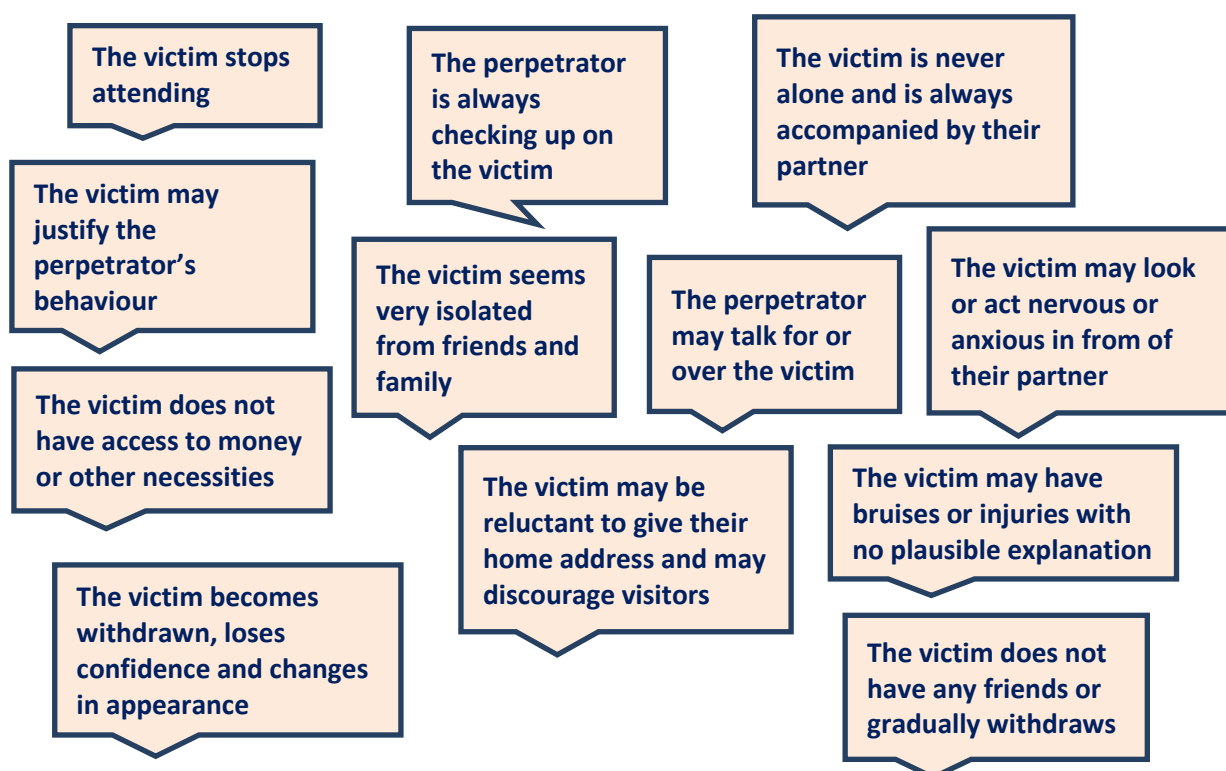 The victim stops
attending
The perpetrator
is always
checking up on
the victim
The victim is never
alone and is always
accompanied by their
partner
The victim may
justify the
perpetrator’s
behaviour
The victim seems
very isolated
from friends and
family
The perpetrator
may talk for or
over the victim
The victim may look
or act nervous or
anxious in from of
their partner
The victim does not
have access to money
or other necessities
The victim may be
reluctant to give their
home address and may
discourage visitors
The victim may have
bruises or injuries with
no plausible explanation
The victim becomes
withdrawn, loses
confidence and changes
in appearance
The victim does not
have any friends or
gradually withdraws